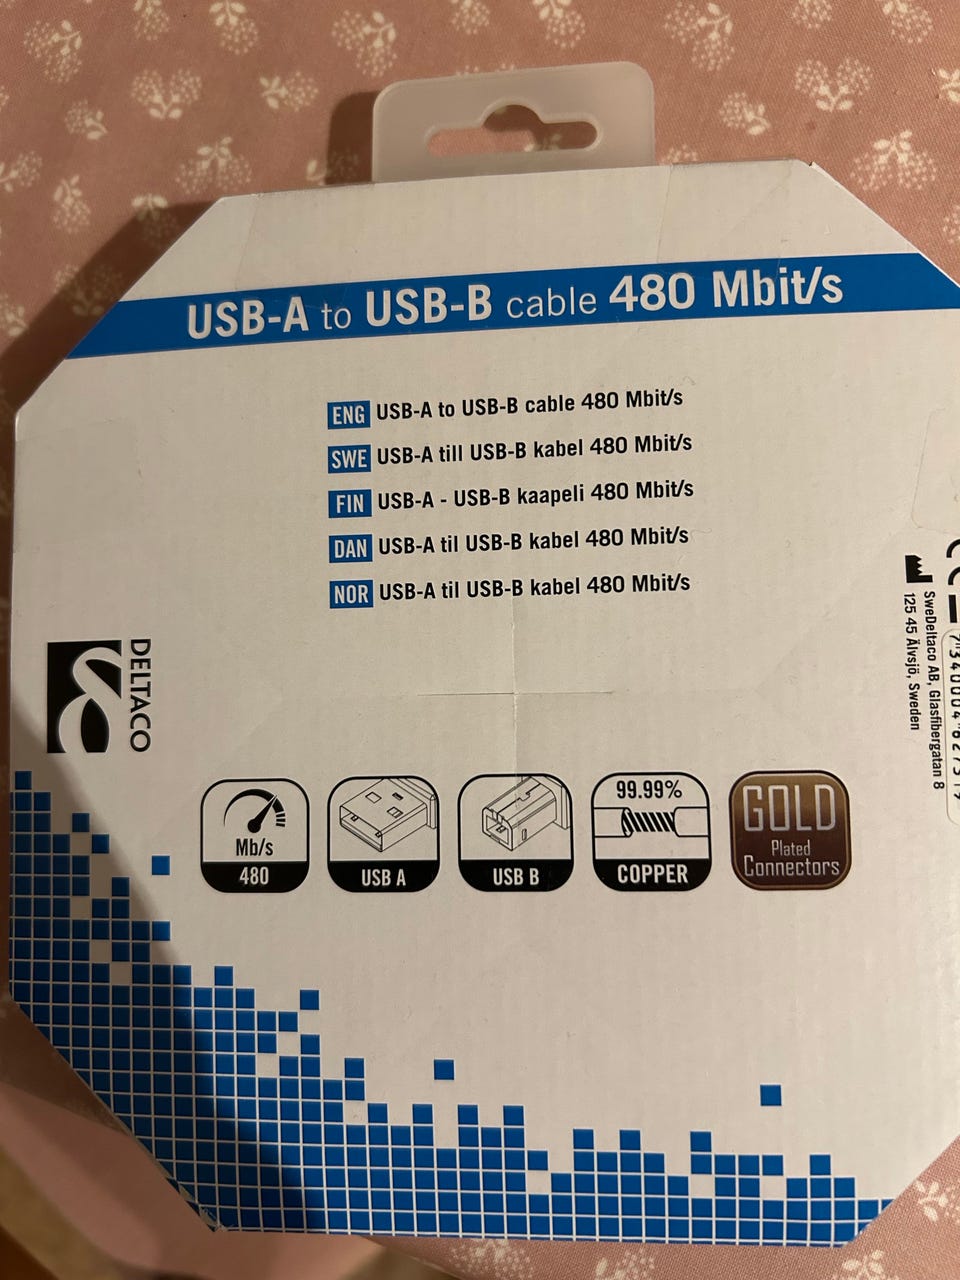 USB-A to USB-B cable 480 Mbit/s
ENG USB-A to USB-B cable 480 Mbit/s
SWE USB-A till USB-B kabel 480 Mbit/s
FIN USB-A - USB-B kaapeli 480 Mbit/s
DAN USB-A til USB-B kabel 480 Mbit/s
NOR USB-A til USB-B kabel 480 Mbit/s
DELTACO
SweDeltaco AB, Glasfibergatan 8
125 45 Älvsjö, Sweden
Mb/s
480
USB A
USB B
99.99%
COPPER
GOLD
Plated
Connectors